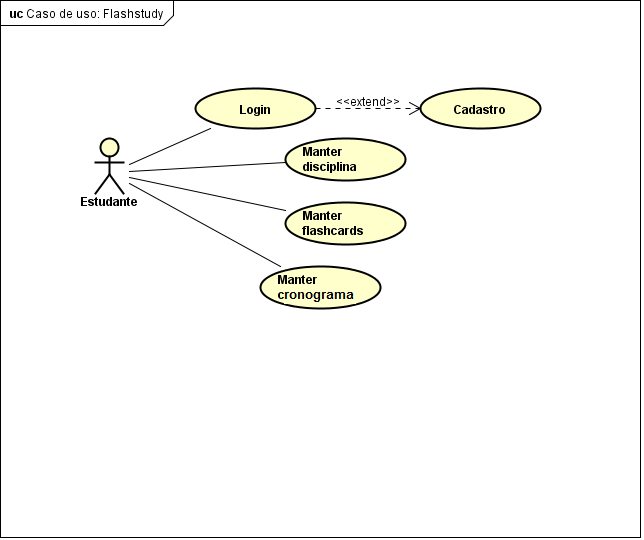 uc Caso de uso: Flashstudy
Login
<<extend>>
Cadastro
Manter
disciplina
Estudante
Manter
flashcards
Manter
cronograma